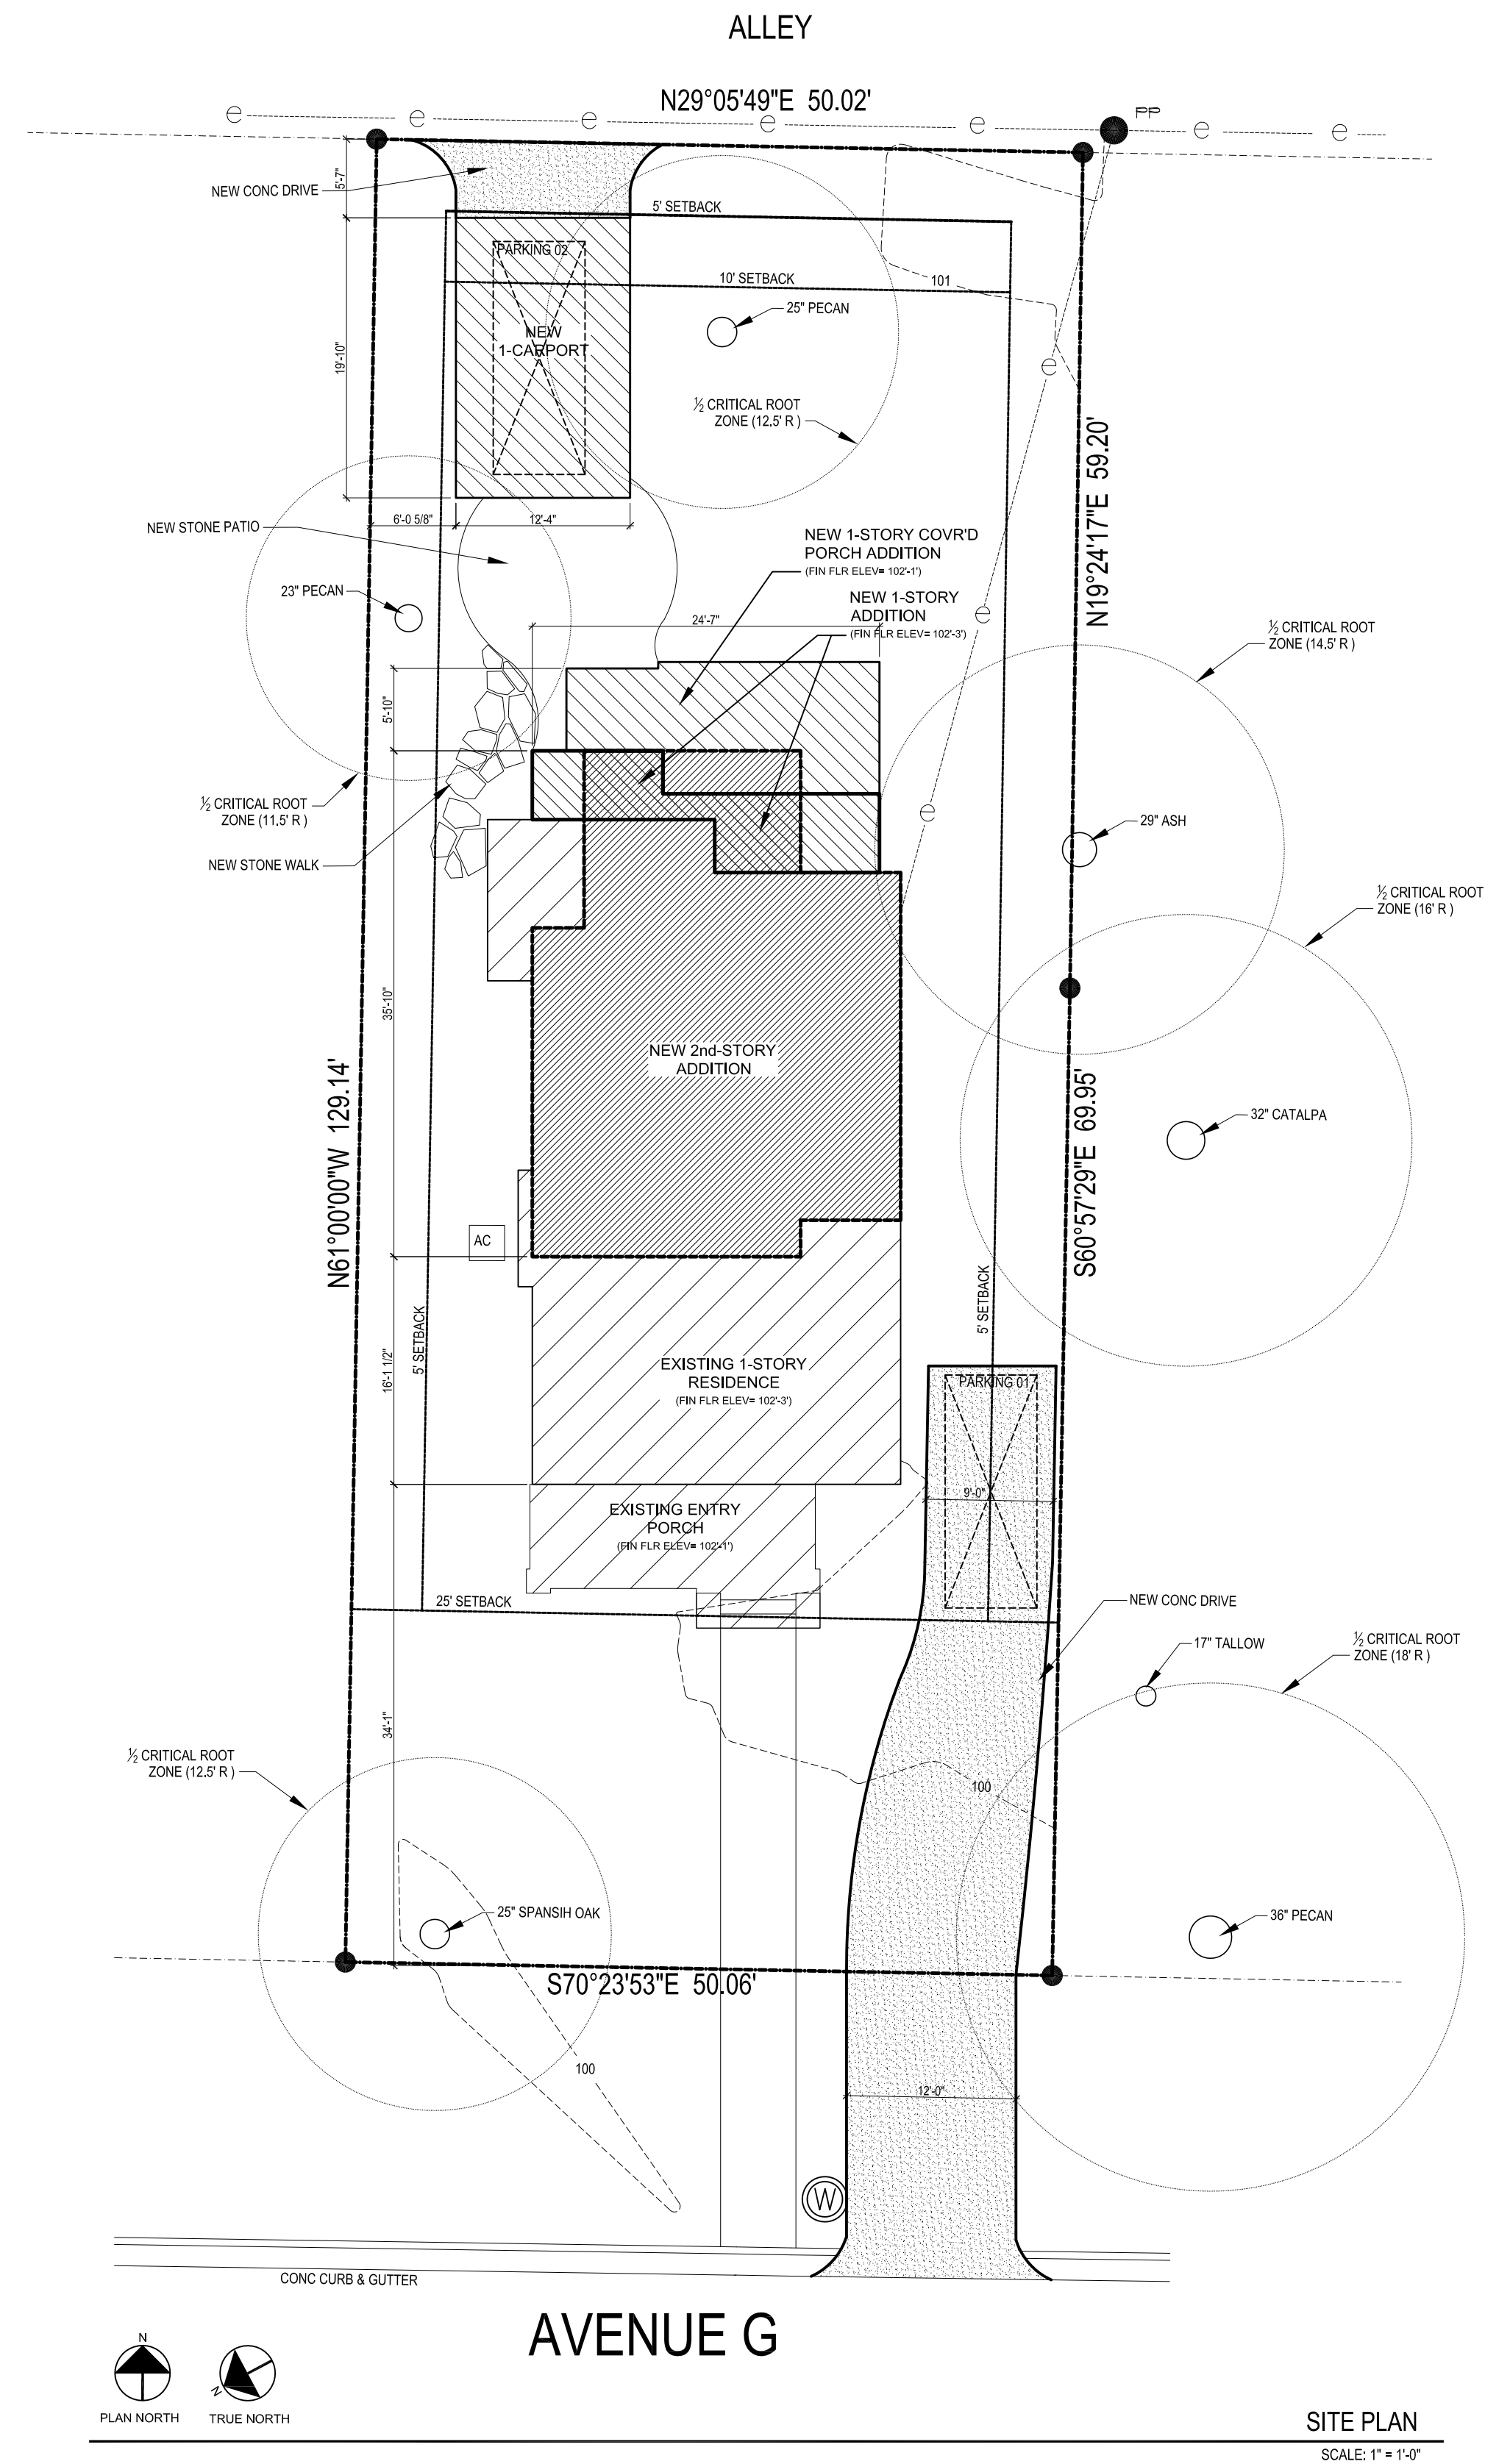 ALLEY
N29°05'49"E 50.02'
e
e
e
e
e
PP
e
e
5'-7"
NEW CONC DRIVE
5' SETBACK
PARKING 02
10' SETBACK
101
25" PECAN
NEW
1-CARPORT
19'-10"
e
½ CRITICAL ROOT
ZONE (12.5' R )
N19°24'17"E 59.20'
6'-0 5/8"
12'-4"
NEW STONE PATIO
NEW 1-STORY COVR'D
PORCH ADDITION
(FIN FLR ELEV= 102'-1')
23" PECAN
NEW 1-STORY
ADDITION
(FIN FLR ELEV= 102'-3')
24'-7"
e
½ CRITICAL ROOT
ZONE (14.5' R )
5'-10"
½ CRITICAL ROOT
ZONE (11.5' R )
e
29" ASH
NEW STONE WALK
½ CRITICAL ROOT
ZONE (16' R )
35'-10"
NEW 2nd-STORY
ADDITION
N61°00'00"W 129.14'
S60°57'29"E 69.95'
32" CATALPA
AC
5' SETBACK
5' SETBACK
16'-1 1/2"
EXISTING 1-STORY
RESIDENCE
(FIN FLR ELEV= 102'-3')
PARKING 01
9'-0"
EXISTING ENTRY
PORCH
(FIN FLR ELEV= 102'-1')
25' SETBACK
NEW CONC DRIVE
17" TALLOW
½ CRITICAL ROOT
ZONE (18' R )
34'-1"
½ CRITICAL ROOT
ZONE (12.5' R )
100
25" SPANSIH OAK
36" PECAN
S70°23'53"E 50.06'
100
12'-0"
W
CONC CURB & GUTTER
AVENUE G
N
N
PLAN NORTH
TRUE NORTH
SITE PLAN
SCALE: 1" = 1'-0"